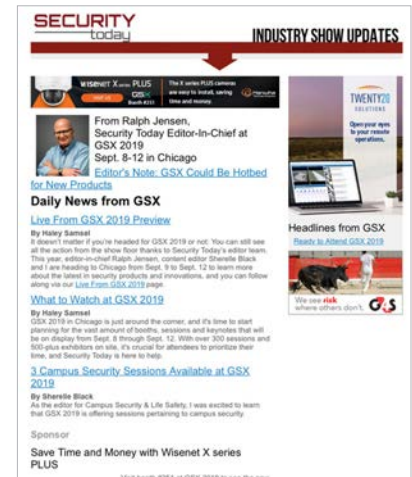 SECURITY
today
INDUSTRY SHOW UPDATES
wisenet X series PLUS
GSX
Booth #351
The X series PLUS cameras
are easy to install, saving
time and money.
Hanwha
From Ralph Jensen,
Security Today Editor-In-Chief at
GSX 2019
Sept. 8-12 in Chicago
Editor's Note: GSX Could Be Hotbed
for New Products
Daily News from GSX
Live From GSX 2019 Preview
By Haley Samsel
It doesn't matter if you're headed for GSX 2019 or not: You can still see
all the action from the show floor thanks to Security Today's editor team.
This year, editor-in-chief Ralph Jensen, content editor Sherelle Black
and I are heading to Chicago from Sept. 9 to Sept. 12 to learn more
about the latest in security products and innovations, and you can follow
along via our Live From GSX 2019 page.
What to Watch at GSX 2019
By Haley Samsel
GSX 2019 in Chicago is just around the corner, and it's time to start
planning for the vast amount of booths, sessions and keynotes that will
be on display from Sept. 8 through Sept. 12. With over 300 sessions and
500-plus exhibitors on site, it's crucial for attendees to prioritize their
time, and Security Today is here to help.
3 Campus Security Sessions Available at GSX
2019
By Sherelle Black
As the editor for Campus Security & Life Safety, I was excited to learn
that GSX 2019 is offering sessions pertaining to campus security.
Sponsor
Save Time and Money with Wisenet X series
PLUS
TWENTY20
SOLUTIONS
Open your eyes
to your remote
operations.
Headlines from GSX
Ready to Attend GSX 2019
We see risk
where others don't.
G4S